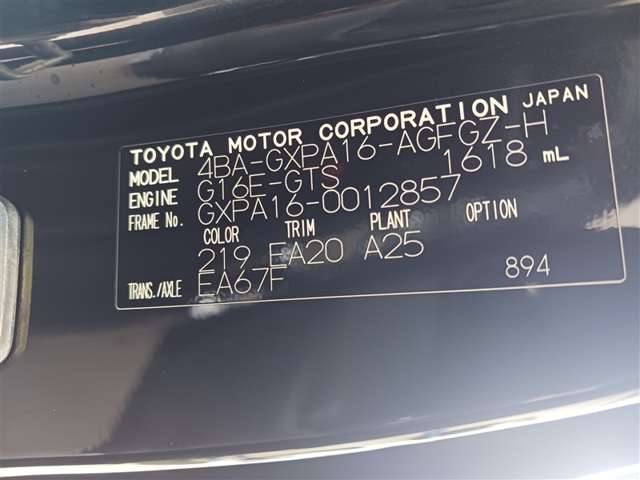 TOYOTA MOTOR CORPORATION JAPAN
MODEL 4BA-GXPA16-AGFGZ-H
ENGINE G16E-GTS 1618 mL
FRAME No. GXPA16-0012857
COLOR TRIM PLANT OPTION
219 EA20 A25
TRANS./AXLE EA67F 894